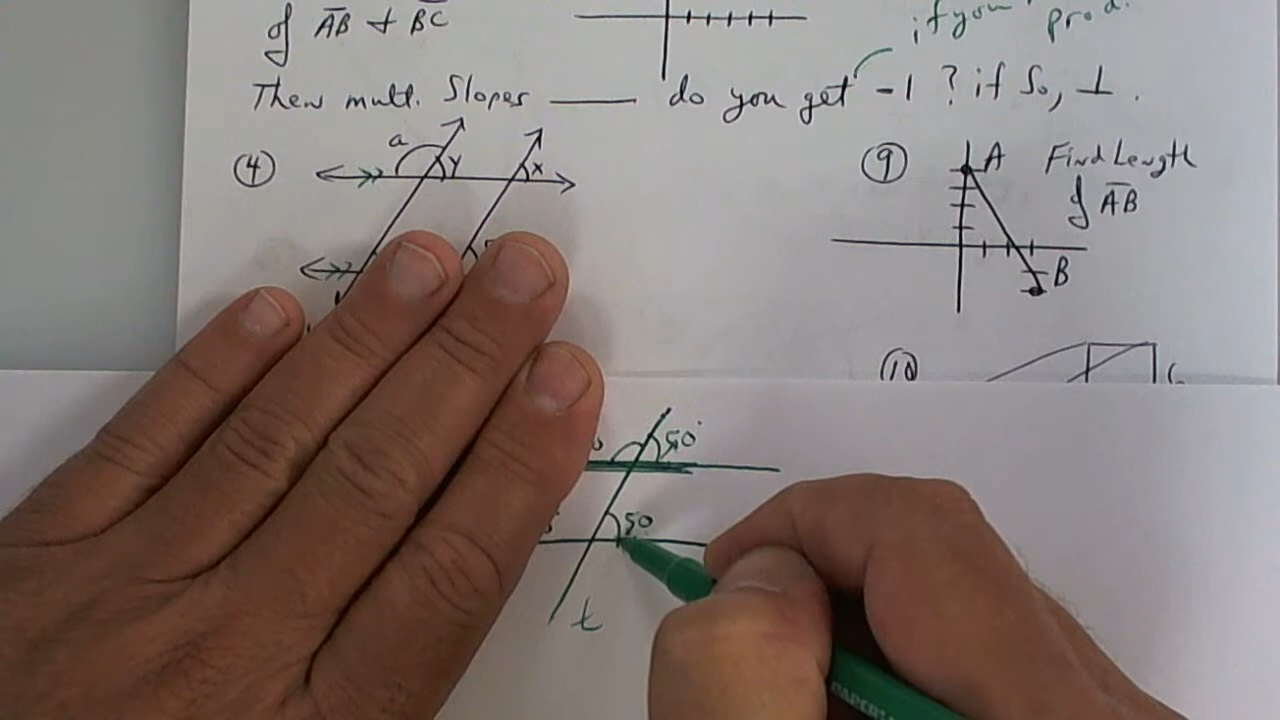 of AB + BC
if you
prod.
Then mult. Slopes ____ do you get -1 ? if So, ⊥ .
④ a y x
⑨ A Find Length
of AB
B
⑩
50°
50
t